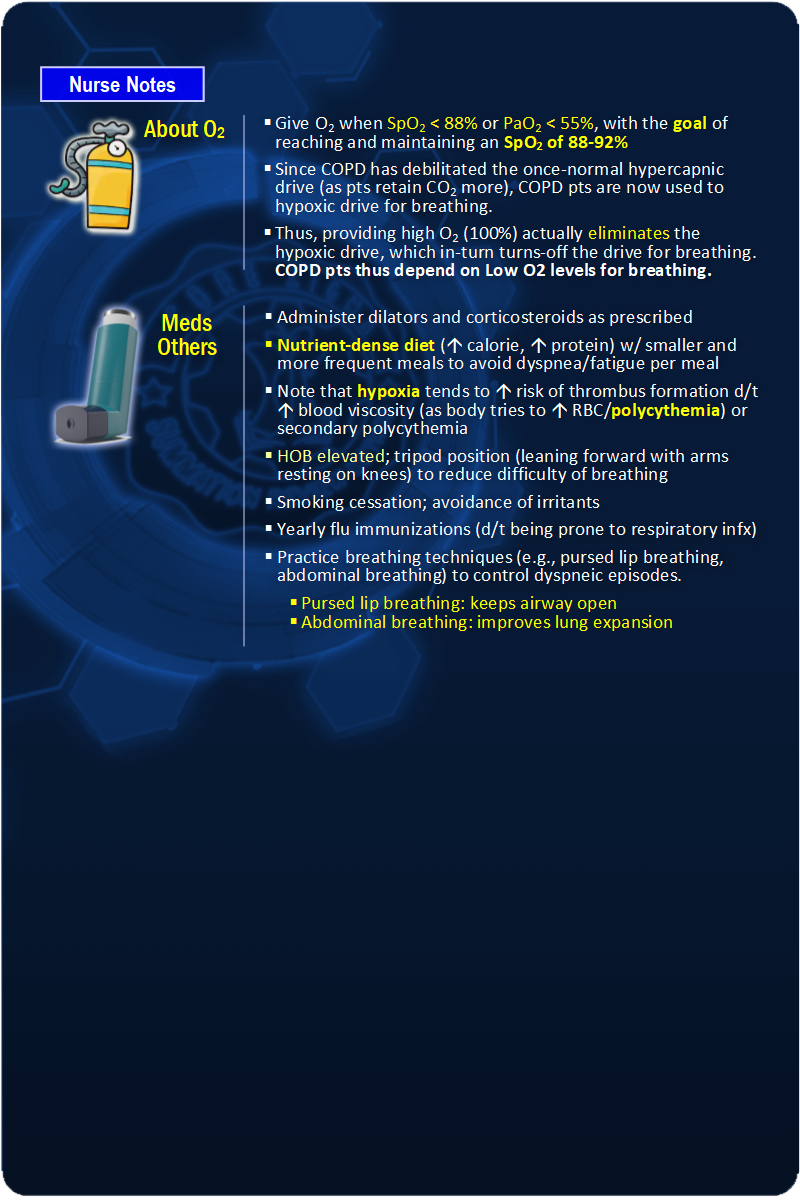 Nurse Notes
About O₂
▪ Give O₂ when SpO₂ < 88% or PaO₂ < 55%, with the goal of
reaching and maintaining an SpO₂ of 88-92%
▪ Since COPD has debilitated the once-normal hypercapnic
drive (as pts retain CO₂ more), COPD pts are now used to
hypoxic drive for breathing.
▪ Thus, providing high O₂ (100%) actually eliminates the
hypoxic drive, which in-turn turns-off the drive for breathing.
COPD pts thus depend on Low O2 levels for breathing.
Meds
Others
▪ Administer dilators and corticosteroids as prescribed
▪ Nutrient-dense diet (↑ calorie, ↑ protein) w/ smaller and
more frequent meals to avoid dyspnea/fatigue per meal
▪ Note that hypoxia tends to ↑ risk of thrombus formation d/t
↑ blood viscosity (as body tries to ↑ RBC/polycythemia) or
secondary polycythemia
▪ HOB elevated; tripod position (leaning forward with arms
resting on knees) to reduce difficulty of breathing
▪ Smoking cessation; avoidance of irritants
▪ Yearly flu immunizations (d/t being prone to respiratory infx)
▪ Practice breathing techniques (e.g., pursed lip breathing,
abdominal breathing) to control dyspneic episodes.
▪ Pursed lip breathing: keeps airway open
▪ Abdominal breathing: improves lung expansion